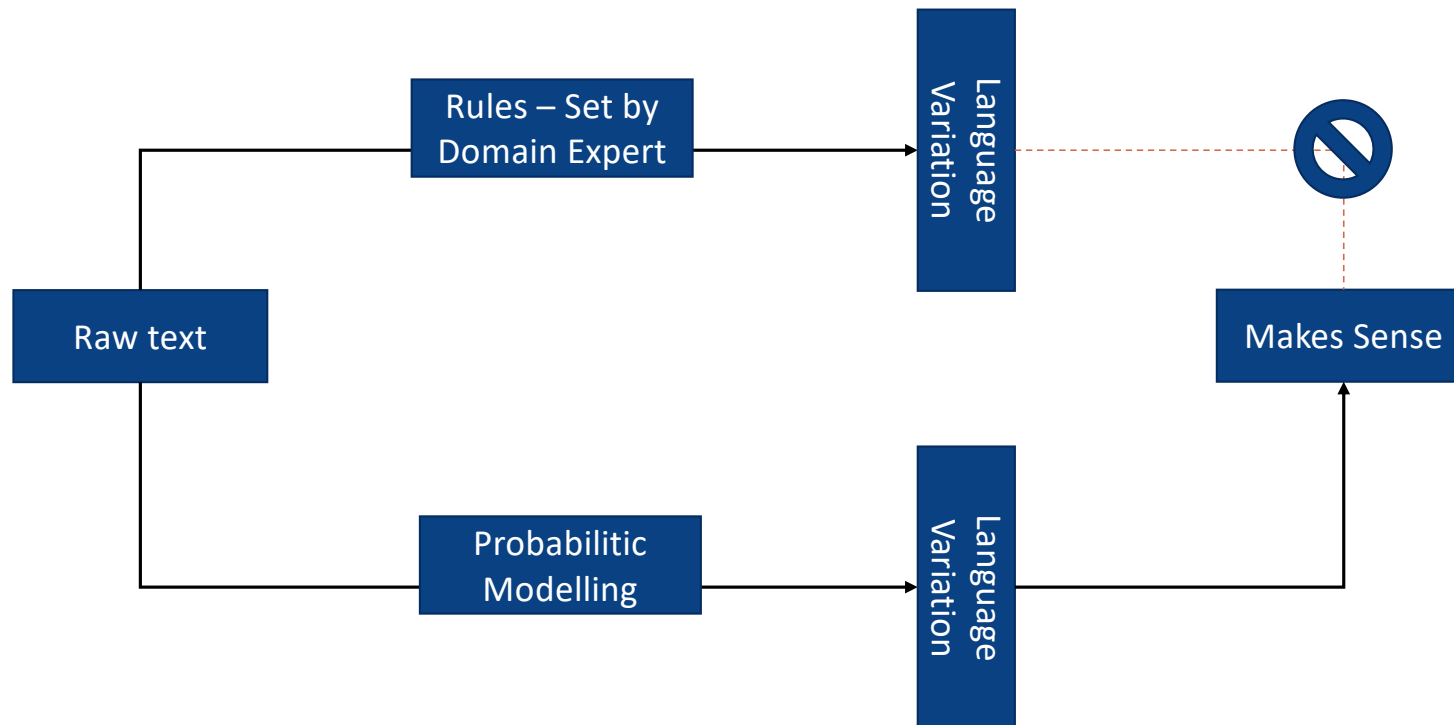 Rules – Set by
Domain Expert
Language
Variation
Raw text
Makes Sense
Probabilitic
Modelling
Language
Variation